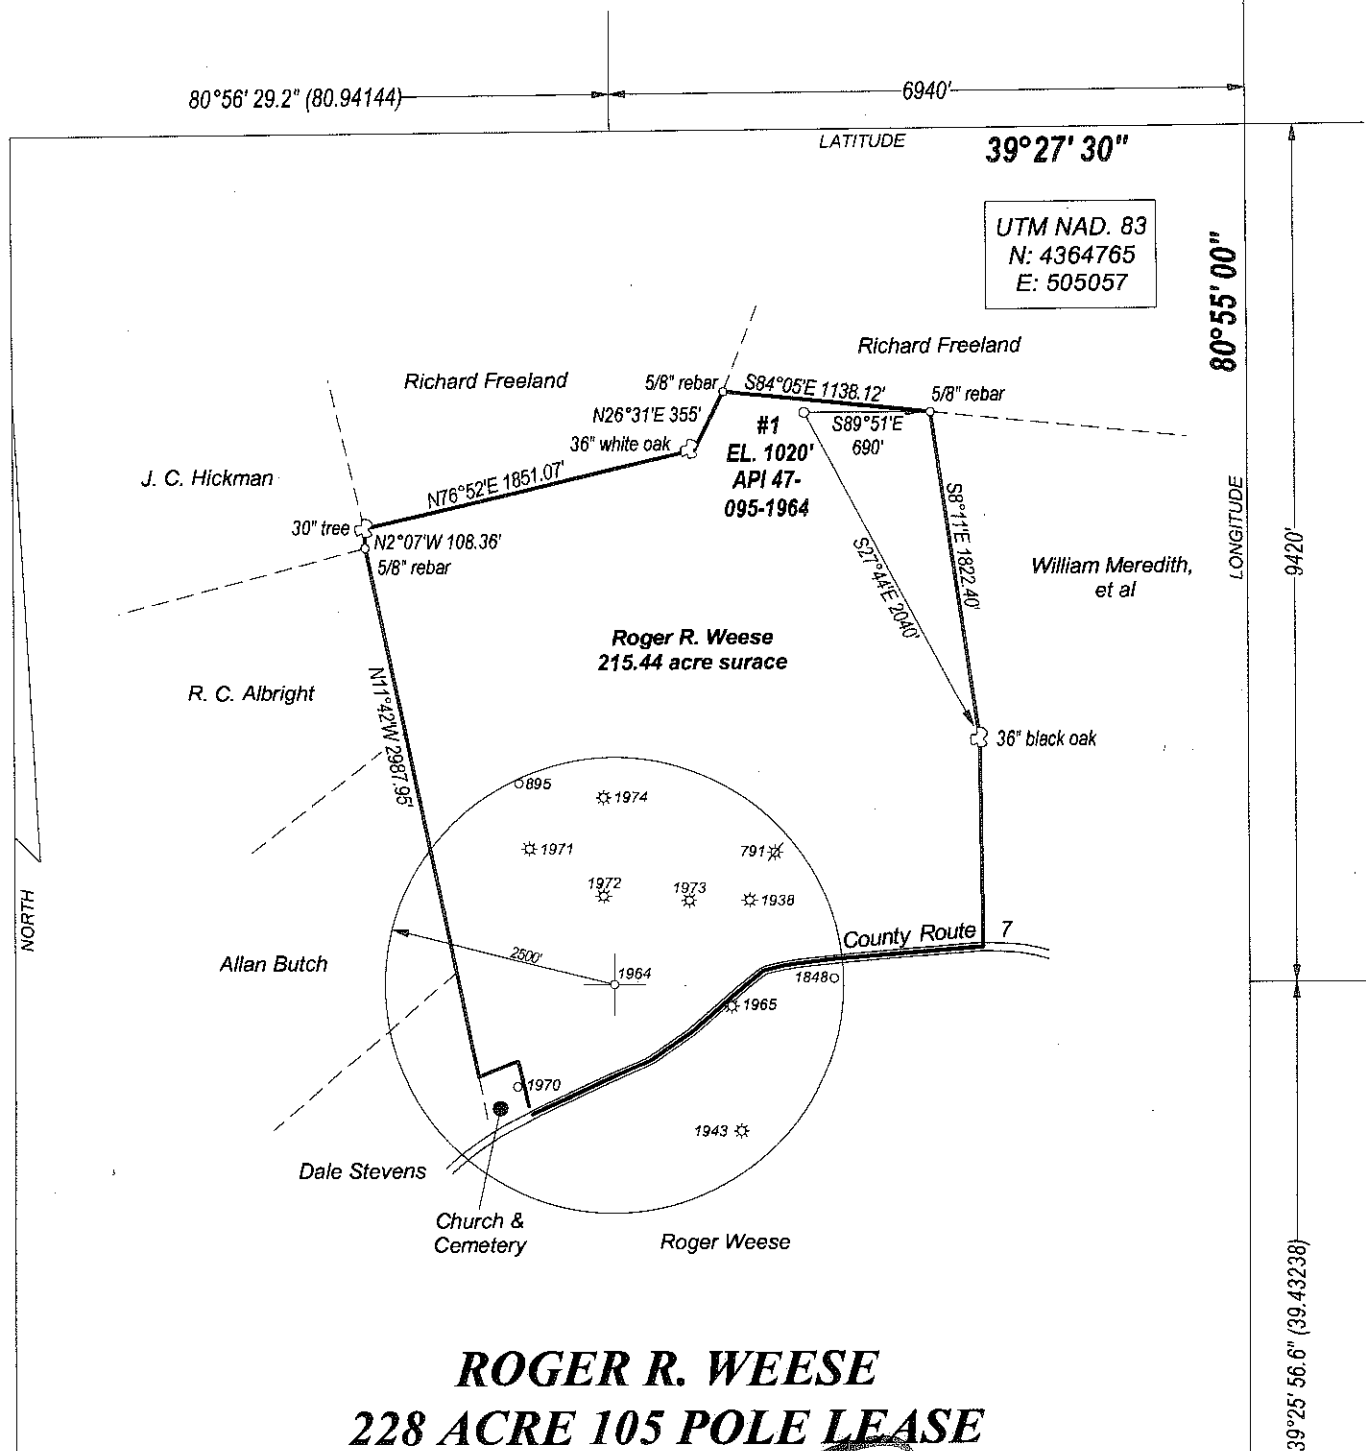 80°56' 29.2" (80.94144)
6940'
LATITUDE
39°27' 30"
UTM NAD. 83
N: 4364765
E: 505057
80°55' 00"
LONGITUDE
9420'
Richard Freeland
Richard Freeland
5/8" rebar
S84°05'E 1138.12'
5/8" rebar
N26°31'E 355'
S89°51'E
690'
36" white oak
#1
EL. 1020'
API 47-
095-1964
J. C. Hickman
N76°52'E 1851.07'
30" tree
N2°07'W 108.36'
5/8" rebar
S8°11'E 1822.40'
S27°44'E 2040'
William Meredith,
et al
Roger R. Weese
215.44 acre surace
R. C. Albright
N11°42'W 2987.95'
36" black oak
895
1974
1971
791
1972
1973
1938
NORTH
County Route 7
Allan Butch
2500'
1964
1848
1965
1970
1943
Dale Stevens
Church &
Cemetery
Roger Weese
39°25' 56.6" (39.43238)
ROGER R. WEESE
228 ACRE 105 POLE LEASE